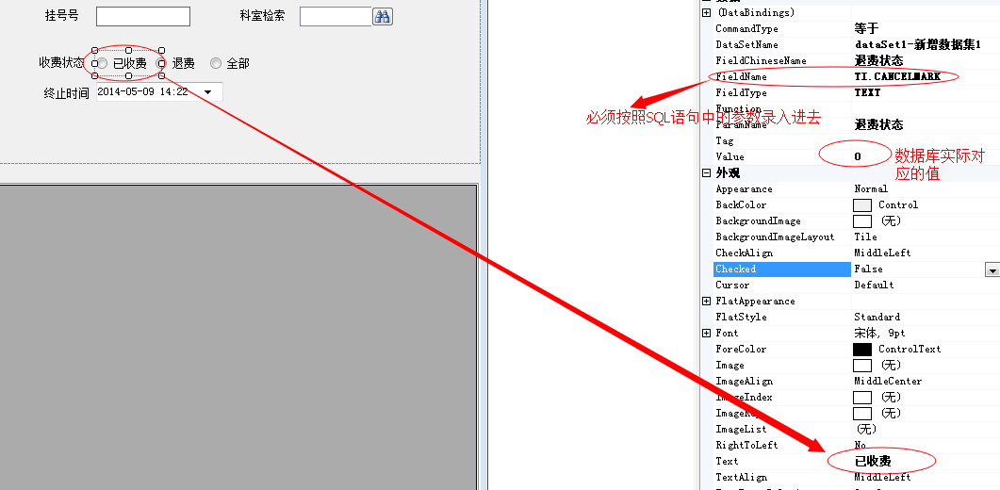 挂号号
科室检索
收费状态
已收费
退费
全部
终止时间
2014-05-09 14:22
(DataBindings)
CommandType 等于
DataSetName dataSet1-新增数据集1
FieldChineseName 退费状态
FieldName TI.CANCELMARK
FieldType TEXT
Function
必须按照SQL语句中的参数录入进去
ParamName 退费状态
Tag
Value 0
数据库实际对
应的值
外观
Appearance Normal
BackColor Control
BackgroundImage (无)
BackgroundImageLayout Tile
CheckAlign MiddleLeft
Checked False
Cursor Default
FlatAppearance
FlatStyle Standard
Font 宋体, 9pt
ForeColor ControlText
Image (无)
ImageAlign MiddleCenter
ImageIndex (无)
(无)
ImageList (无)
RightToLeft No
Text 已收费
TextAlign MiddleLeft